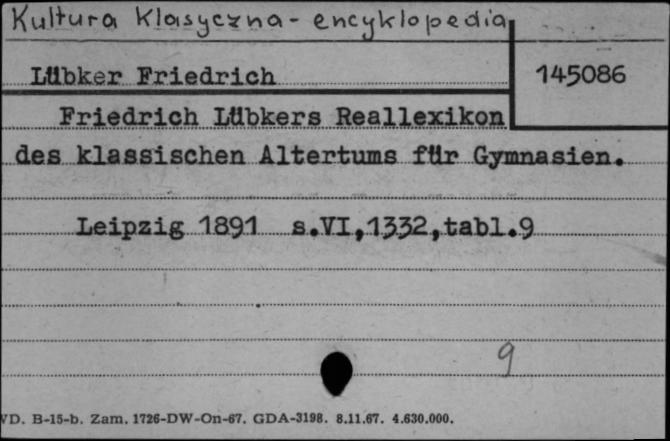 Kultura Klasyczna - encyklopedia
Lübker Friedrich
145086
Friedrich Lübkers Reallexikon
des klassischen Altertums für Gymnasien.
Leipzig 1891 s.VI,1332,tabl.9
9
VD. B-15-b. Zam. 1726-DW-On-67. GDA-3198. 8.11.67. 4.630.000.